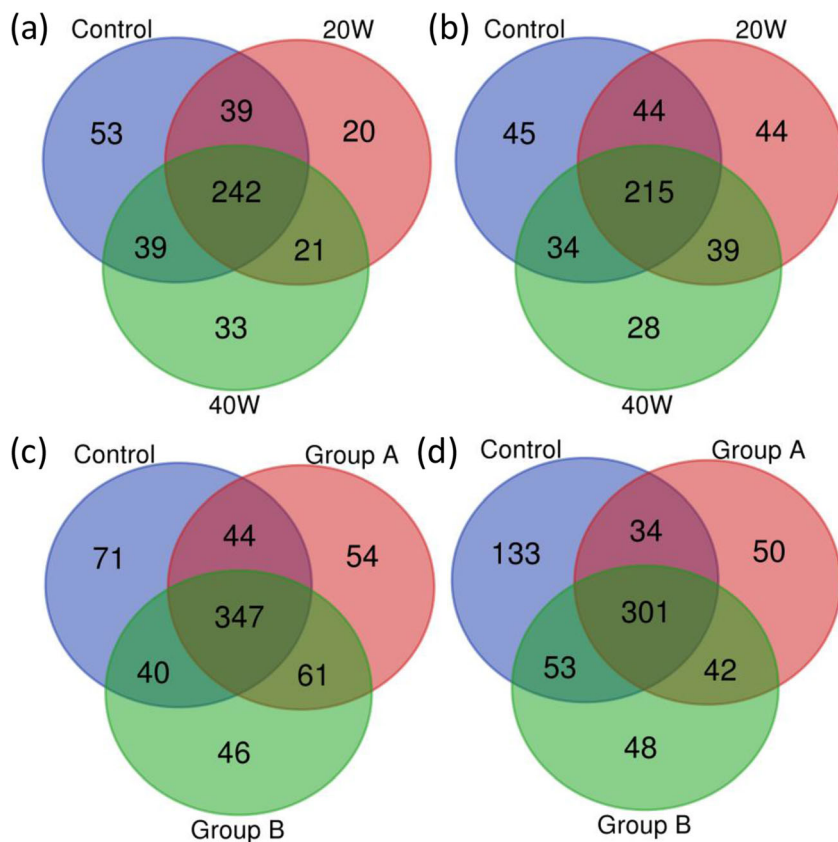 (a)
Control
20W
53
39
20
242
39
21
33
40W
(b)
Control
20W
45
44
44
215
34
39
28
40W
(c)
Control
Group A
71
44
54
347
40
61
46
Group B
(d)
Control
Group A
133
34
50
301
53
42
48
Group B